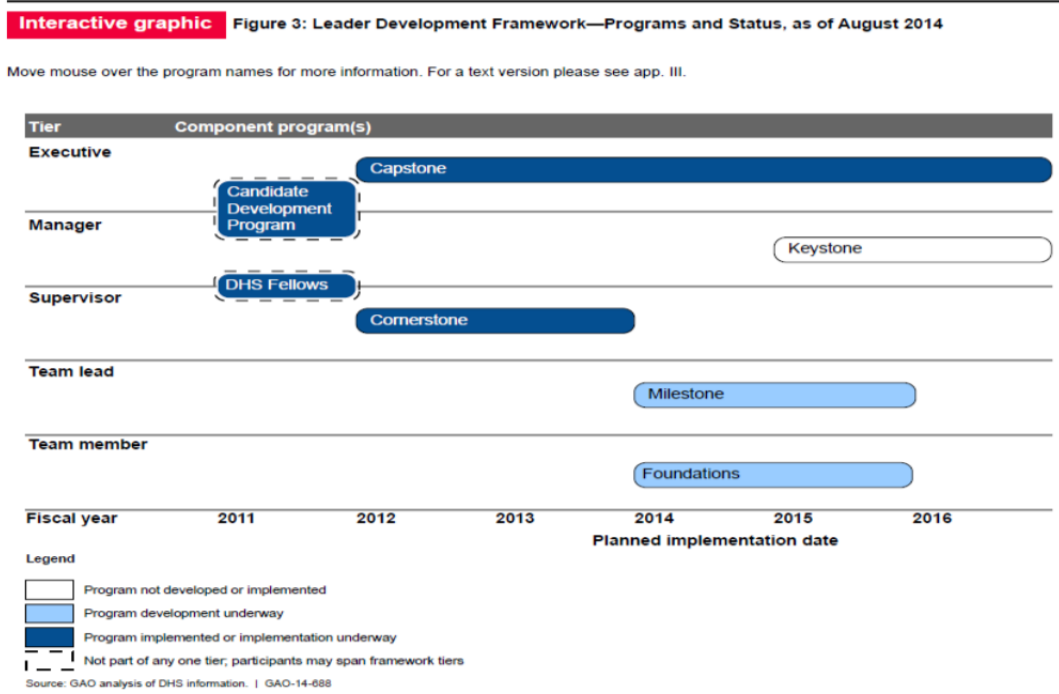 Interactive graphic Figure 3: Leader Development Framework—Programs and Status, as of August 2014
Move mouse over the program names for more information. For a text version please see app. III.
Tier Component program(s)
Executive
Capstone
Candidate
Development
Program
Manager
Keystone
DHS Fellows
Supervisor
Cornerstone
Team lead
Milestone
Team member
Foundations
Fiscal year 2011 2012 2013 2014 2015 2016
Planned implementation date
Legend
Program not developed or implemented
Program development underway
Program implemented or implementation underway
Not part of any one tier; participants may span framework tiers
Source: GAO analysis of DHS information. | GAO-14-688